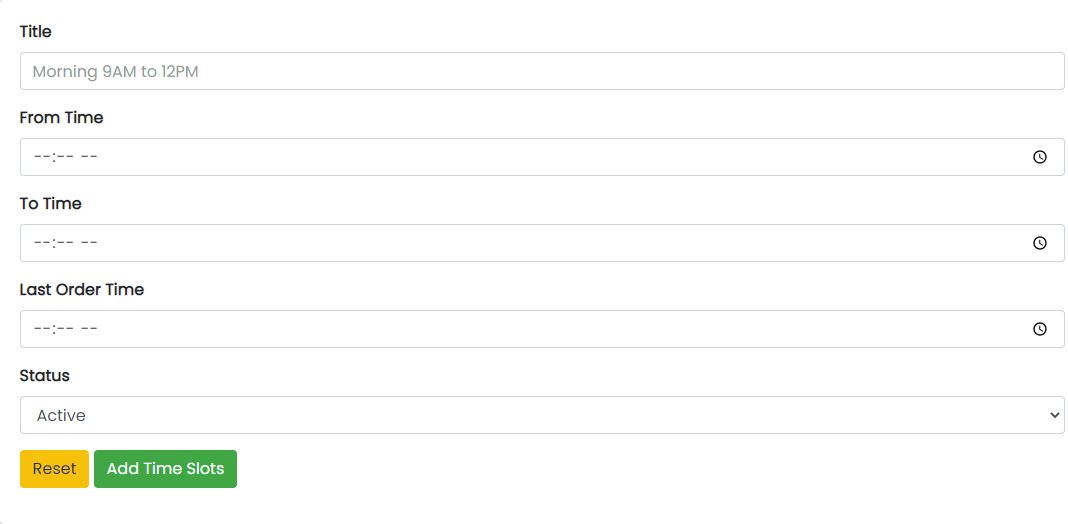 Title
Morning 9AM to 12PM
From Time
--:-- --
To Time
--:-- --
Last Order Time
--:-- --
Status
Active
Reset Add Time Slots